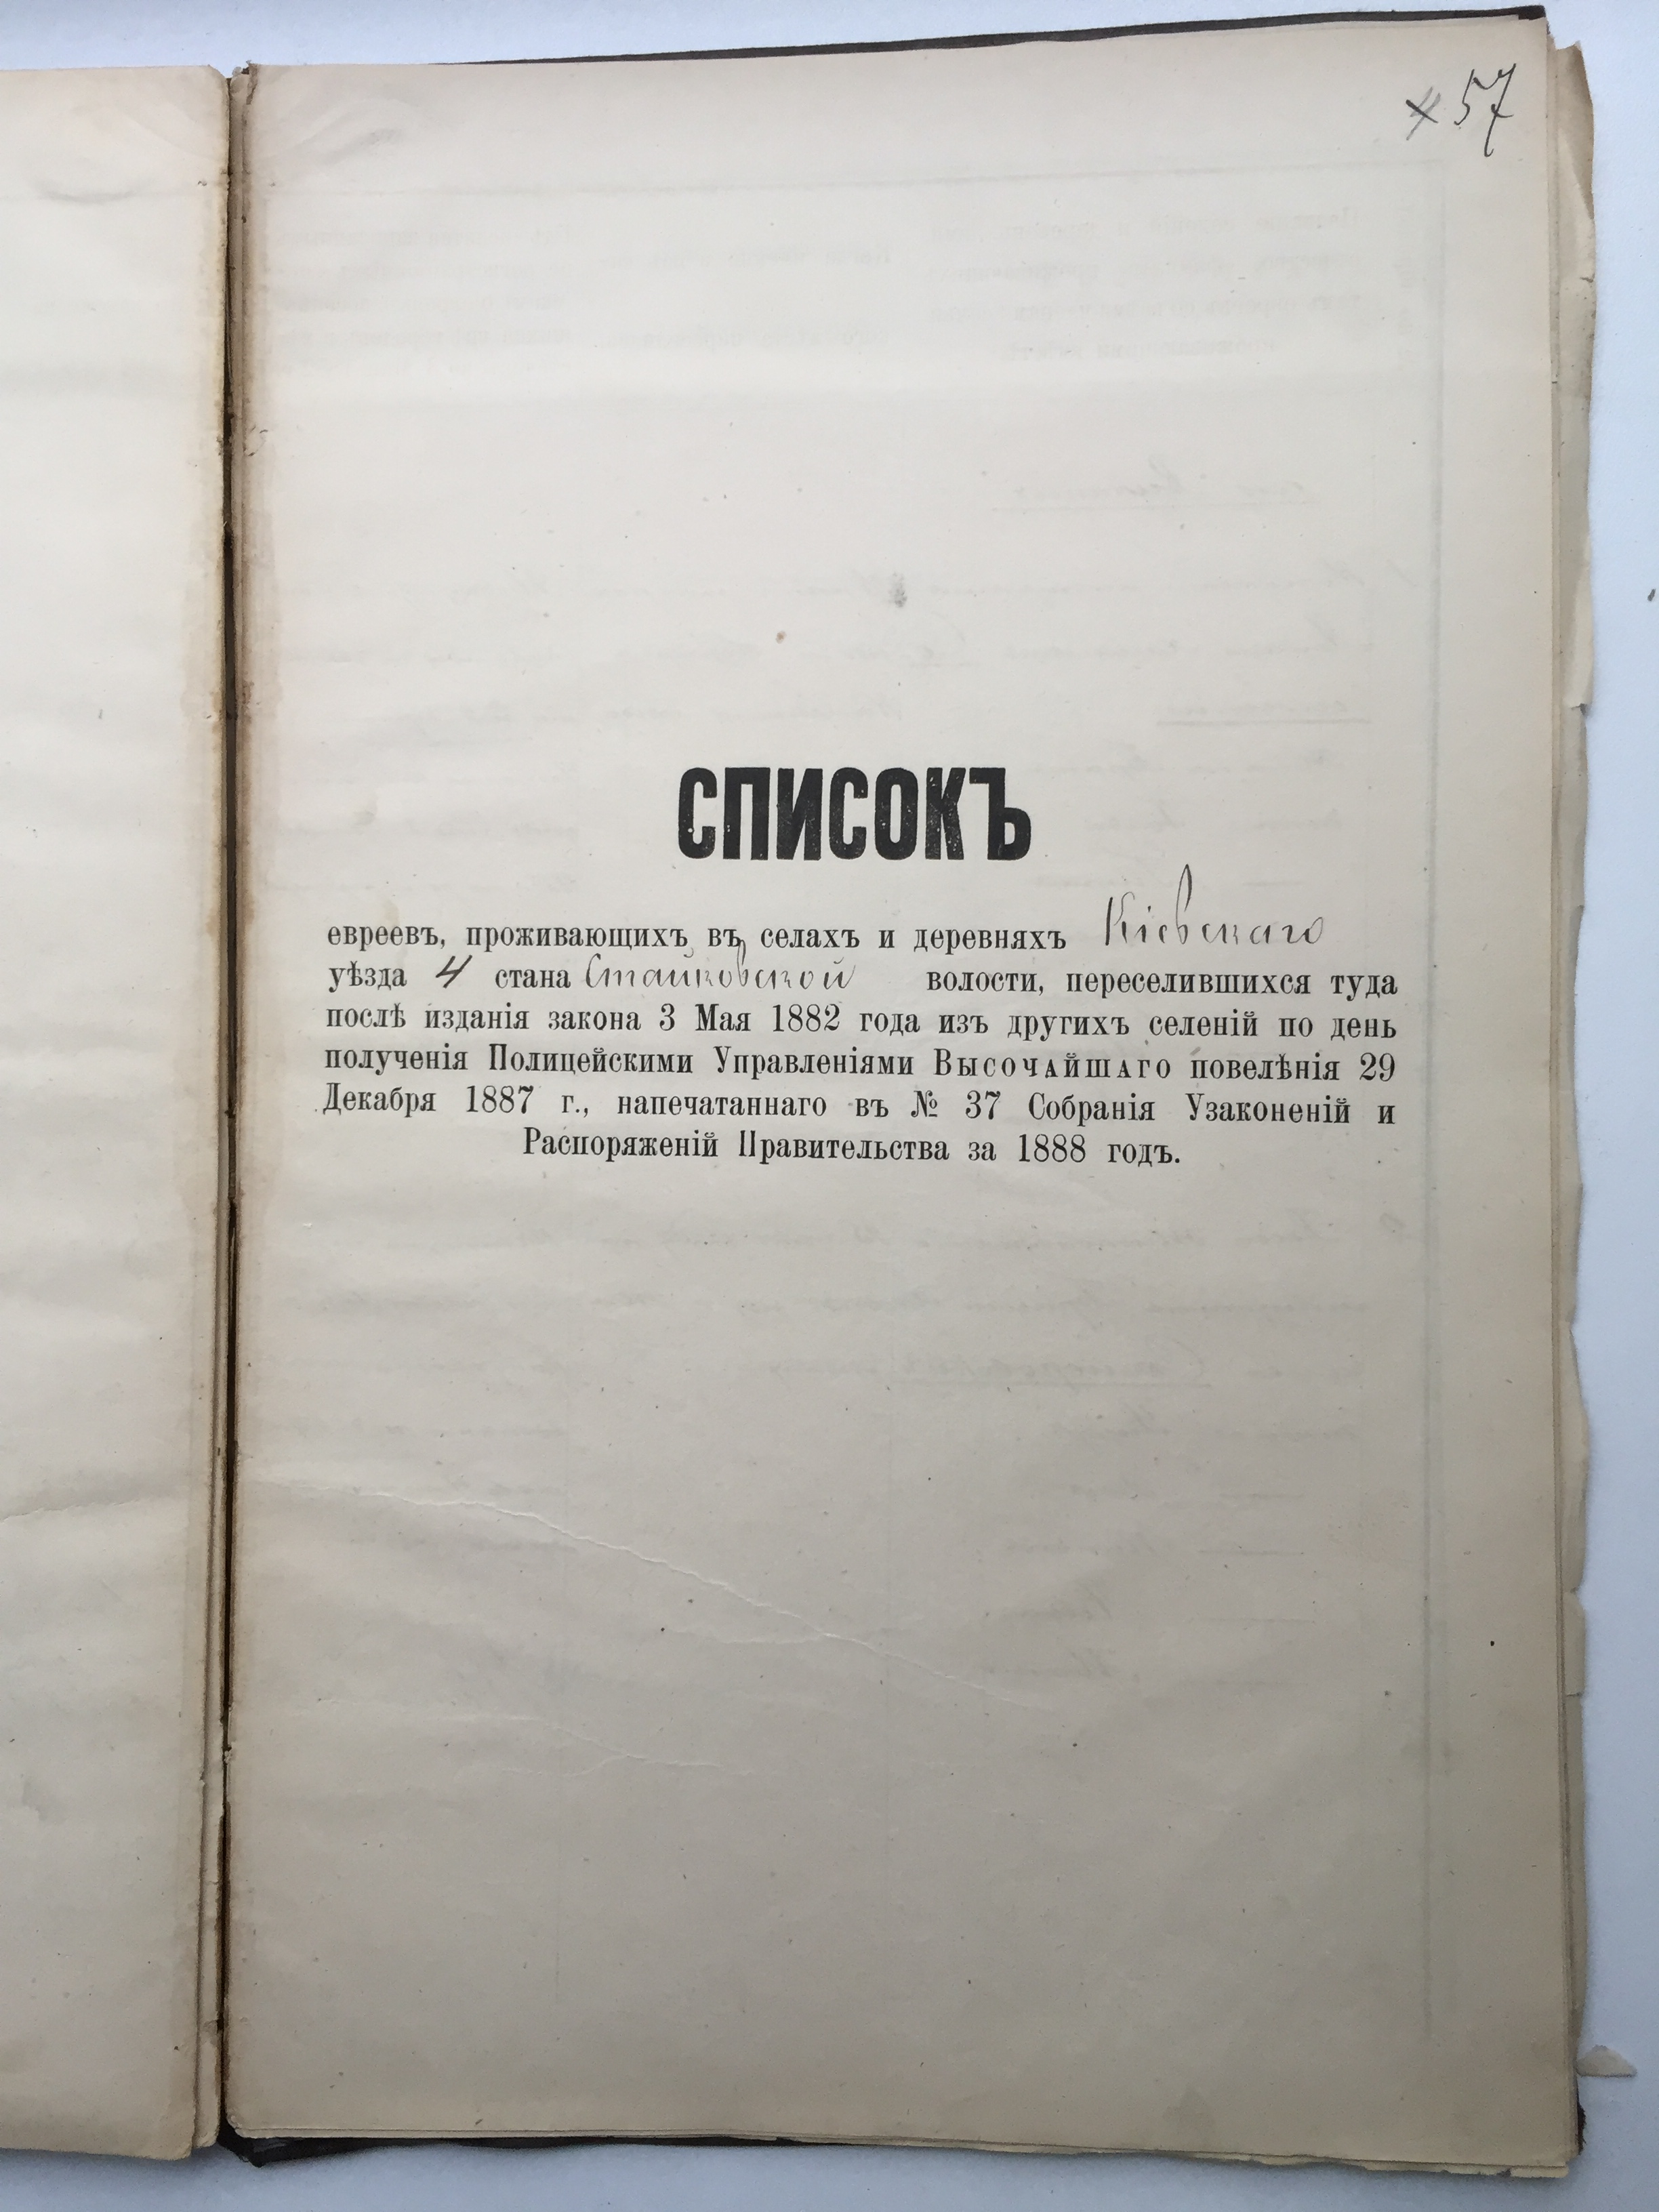 57
СПИСОКЪ
евреевъ, проживающихъ въ селахъ и деревняхъ Кіевскаго
уѣзда 4 стана Стайковской волости, переселившихся туда
послѣ изданія закона 3 Мая 1882 года изъ другихъ селеній по день
полученія Полицейскими Управленіями Высочайшаго повелѣнія 29
Декабря 1887 г., напечатаннаго въ № 37 Собранія Узаконеній и
Распоряженій Правительства за 1888 годъ.